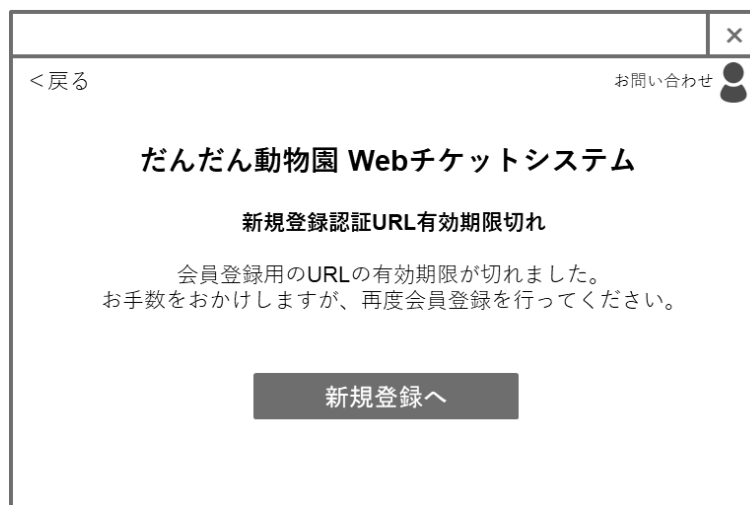 <戻る
お問い合わせ
だんだん動物園 Webチケットシステム
新規登録認証URL有効期限切れ
会員登録用のURLの有効期限が切れました。
お手数をおかけしますが、再度会員登録を行ってください。
新規登録へ